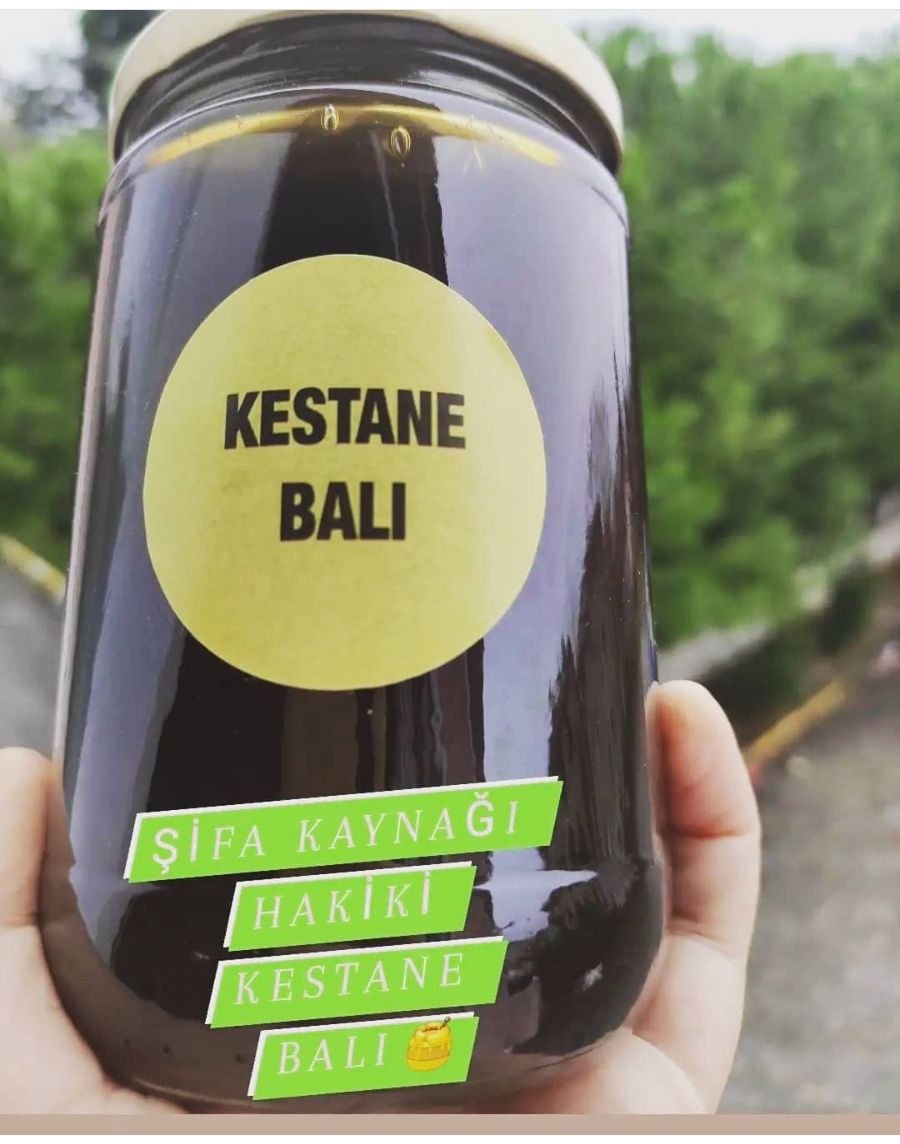 KESTANE
BALI
ŞİFA KAYNAĞI
HAKİKİ
KESTANE
BALI 🍯